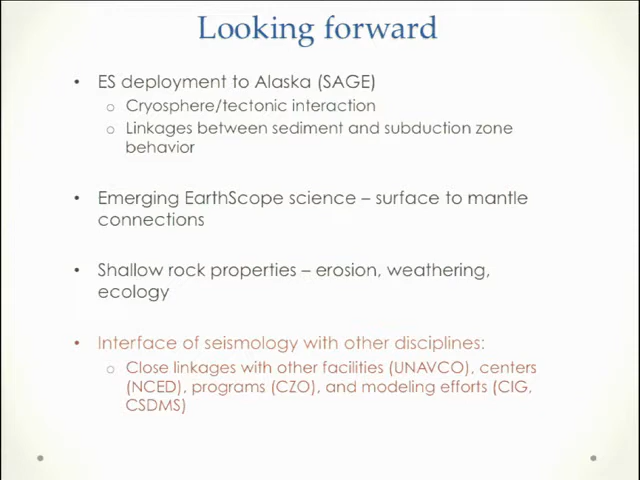 Looking forward
• ES deployment to Alaska (SAGE)
o Cryosphere/tectonic interaction
o Linkages between sediment and subduction zone
behavior
• Emerging EarthScope science – surface to mantle
connections
• Shallow rock properties – erosion, weathering,
ecology
• Interface of seismology with other disciplines:
o Close linkages with other facilities (UNAVCO), centers
(NCED), programs (CZO), and modeling efforts (CIG,
CSDMS)